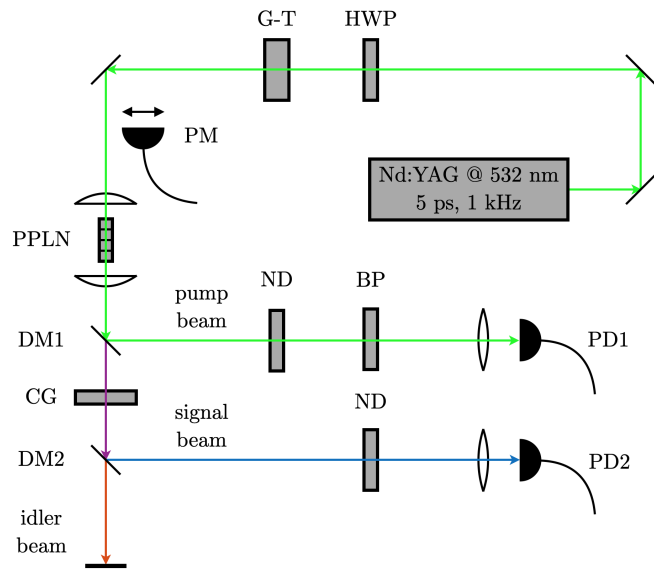 G-T
HWP
PM
Nd:YAG @ 532 nm
5 ps, 1 kHz
PPLN
pump
beam
ND
BP
DM1
PD1
CG
signal
beam
ND
DM2
PD2
idler
beam